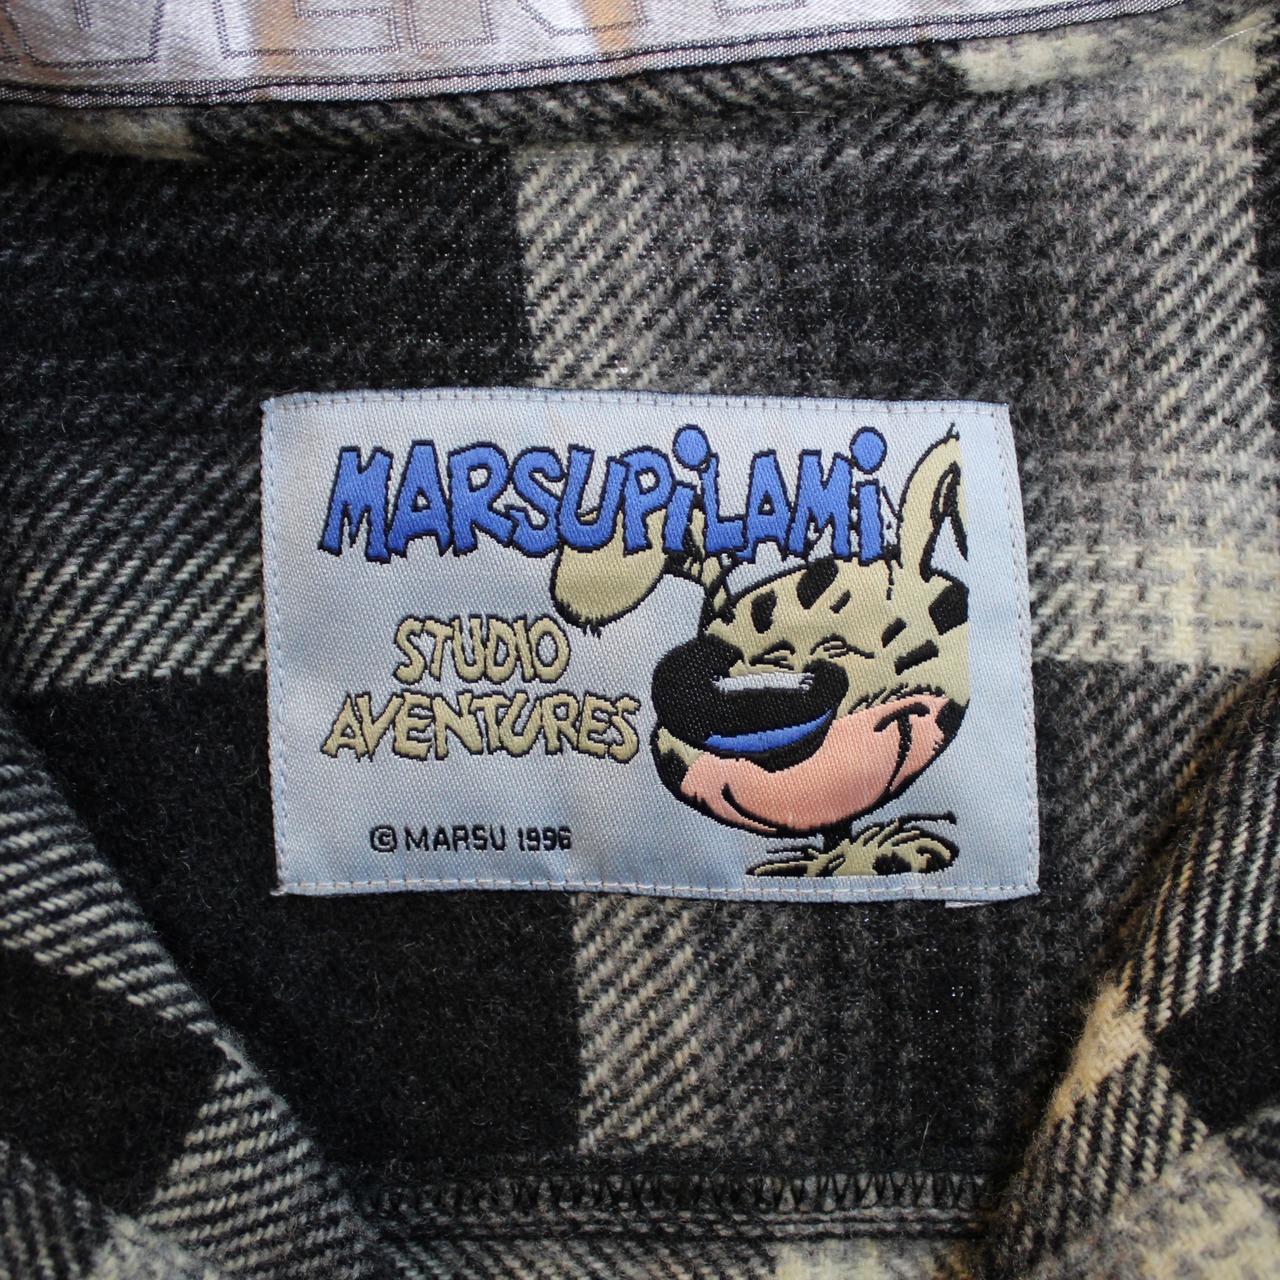 MARSUPiLAMi
STUDIO
AVENTURES
© MARSU 1996